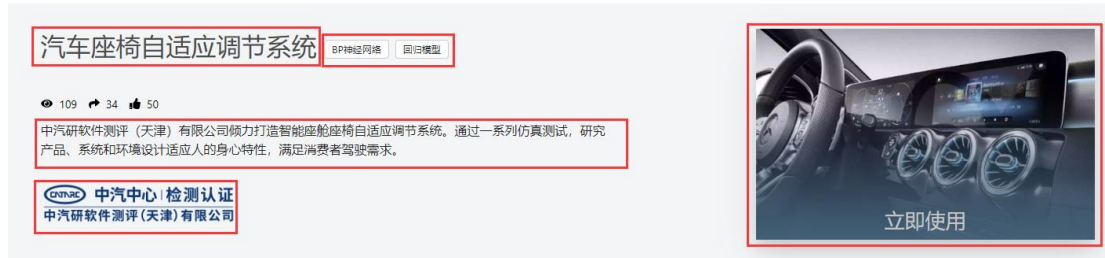 汽车座椅自适应调节系统 BP神经网络 回归模型
109 34 50
中汽研软件测评（天津）有限公司倾力打造智能座舱座椅自适应调节系统。通过一系列仿真测试，研究
产品、系统和环境设计适应人的身心特性，满足消费者驾驶需求。
CATARC 中汽中心 检测认证
中汽研软件测评(天津)有限公司
立即使用